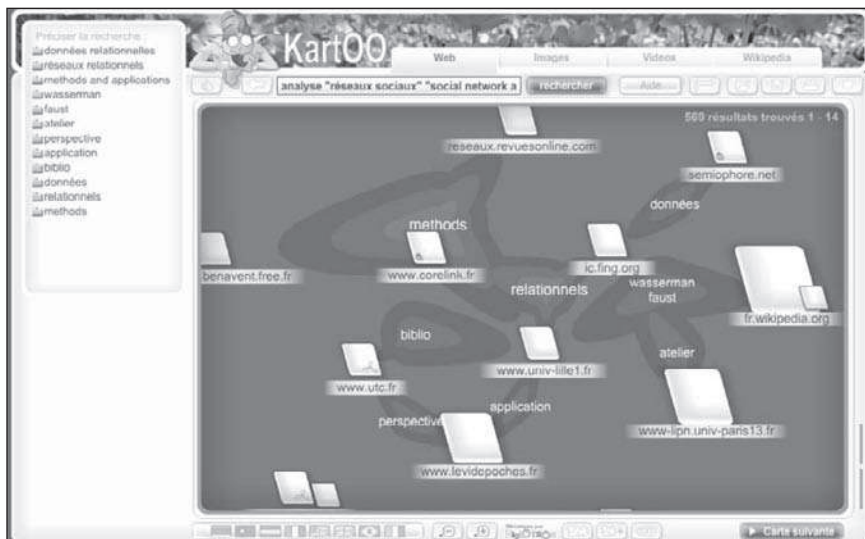 Préciser la recherche :
données relationnelles
réseaux relationnels
methods and applications
wasserman
faust
atelier
perspective
application
biblio
données
relationnels
methods
KartOO
Web
Images
Videos
Wikipedia
analyse "réseaux sociaux" "social network a
rechercher
Aide
569 résultats trouvés 1 - 14
reseaux.revuesonline.com
semiophore.net
données
methods
benavent.free.fr
www.corelink.fr
ic.fing.org
relationnels
wasserman
faust
fr.wikipedia.org
biblio
www.univ-lille1.fr
atelier
www.utc.fr
application
perspective
www-lipn.univ-paris13.fr
www.levidepoches.fr
Carte suivante